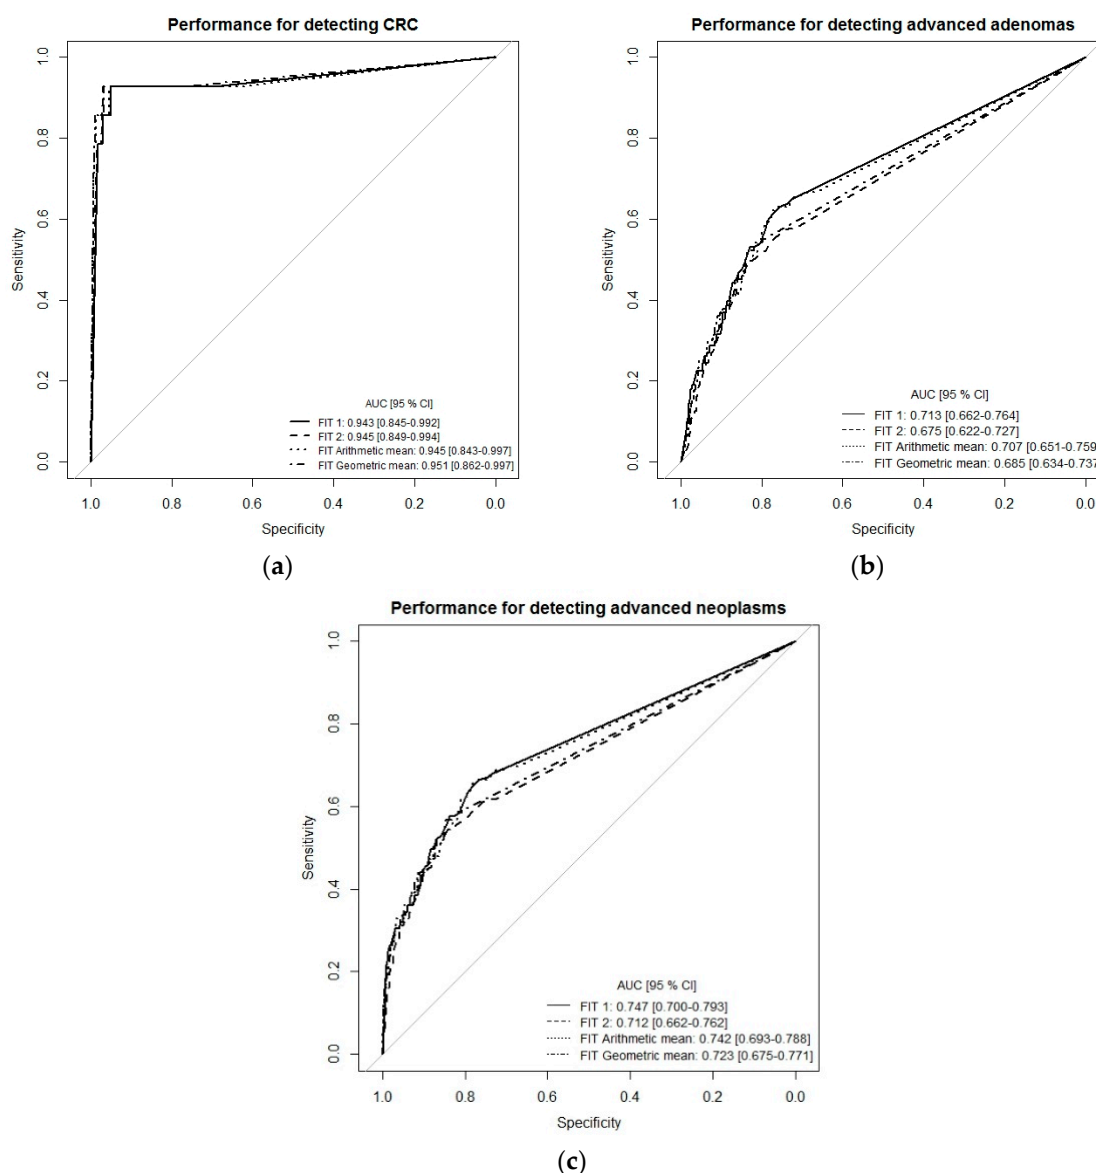 Performance for detecting CRC
Sensitivity
1.0
0.8
0.6
0.4
0.2
0.0
AUC [95 % CI]
FIT 1: 0.943 [0.845-0.992]
FIT 2: 0.945 [0.849-0.994]
FIT Arithmetic mean: 0.945 [0.843-0.997]
FIT Geometric mean: 0.951 [0.862-0.997]
1.0 0.8 0.6 0.4 0.2 0.0
Specificity
(a)
Performance for detecting advanced adenomas
Sensitivity
1.0
0.8
0.6
0.4
0.2
0.0
AUC [95 % CI]
FIT 1: 0.713 [0.662-0.764]
FIT 2: 0.675 [0.622-0.727]
FIT Arithmetic mean: 0.707 [0.651-0.759
FIT Geometric mean: 0.685 [0.634-0.737
1.0 0.8 0.6 0.4 0.2 0.0
Specificity
(b)
Performance for detecting advanced neoplasms
Sensitivity
1.0
0.8
0.6
0.4
0.2
0.0
AUC [95 % CI]
FIT 1: 0.747 [0.700-0.793]
FIT 2: 0.712 [0.662-0.762]
FIT Arithmetic mean: 0.742 [0.693-0.788]
FIT Geometric mean: 0.723 [0.675-0.771]
1.0 0.8 0.6 0.4 0.2 0.0
Specificity
(c)